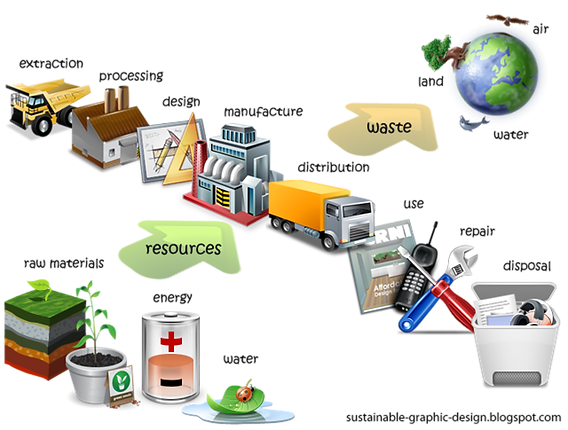 air
extraction
processing
land
design
manufacture
waste
water
distribution
use
resources
repair
raw materials
disposal
energy
water
sustainable-graphic-design.blogspot.com